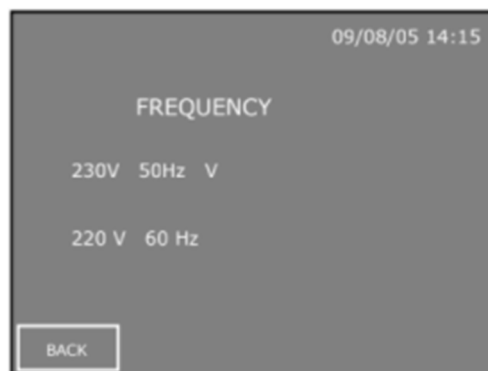 09/08/05 14:15
FREQUENCY
230V 50Hz V
220 V 60 Hz
BACK